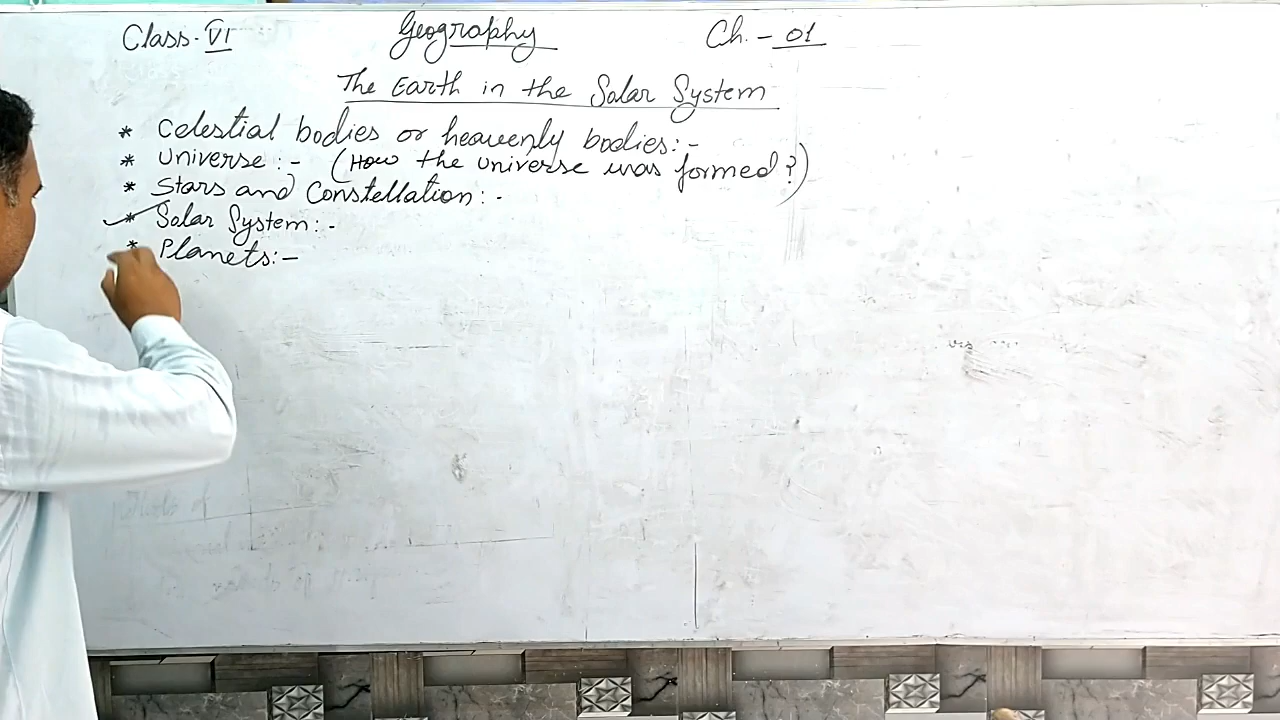 Class- VI Geography Ch. - 01
The Earth in the Solar System
* Celestial bodies or heavenly bodies:-
* Universe :- (How the universe was formed?)
* Stars and Constellation: -
* Solar System: -
* Planets:-